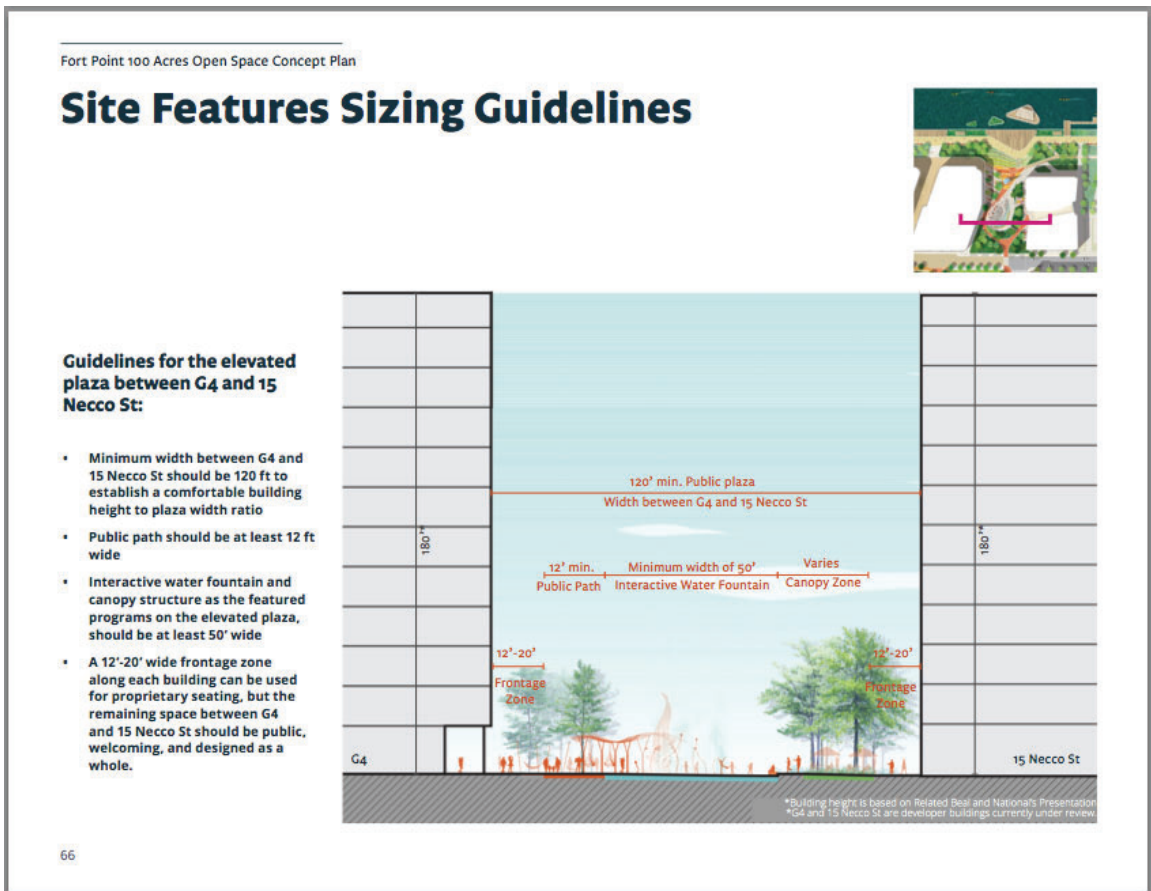 Fort Point 100 Acres Open Space Concept Plan
Site Features Sizing Guidelines
Guidelines for the elevated
plaza between G4 and 15
Necco St:
• Minimum width between G4 and
15 Necco St should be 120 ft to
establish a comfortable building
height to plaza width ratio
• Public path should be at least 12 ft
wide
• Interactive water fountain and
canopy structure as the featured
programs on the elevated plaza,
should be at least 50' wide
• A 12'-20' wide frontage zone
along each building can be used
for proprietary seating, but the
remaining space between G4
and 15 Necco St should be public,
welcoming, and designed as a
whole.
120' min. Public plaza
Width between G4 and 15 Necco St
180'*
180'*
12' min.
Public Path
Minimum width of 50'
Interactive Water Fountain
Varies
Canopy Zone
12'-20'
Frontage
Zone
12'-20'
Frontage
Zone
G4
15 Necco St
*Building height is based on Related Beal and National's Presentation
*G4 and 15 Necco St are developer buildings currently under review.
66